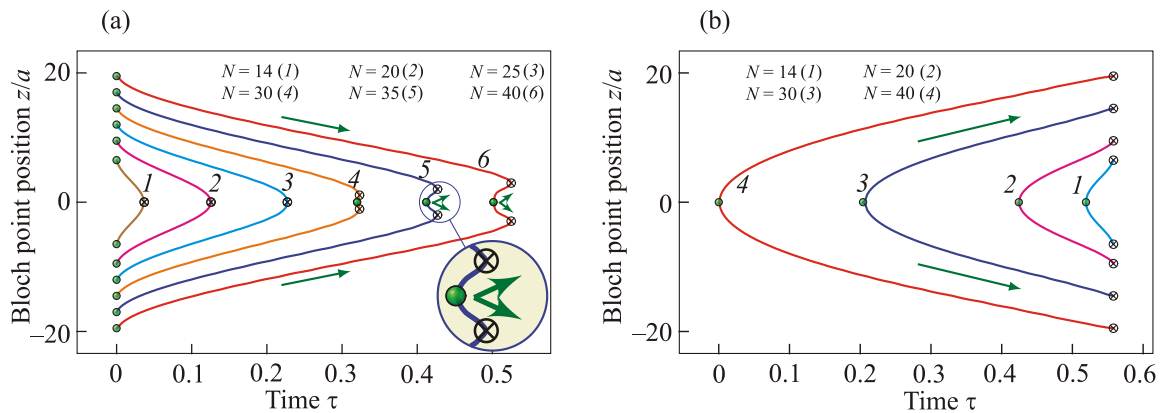 (a)
N = 14 (1) N = 20 (2) N = 25 (3)
N = 30 (4) N = 35 (5) N = 40 (6)
Bloch point position z/a
20
0
–20
1 2 3 4 5 6
0 0.1 0.2 0.3 0.4 0.5
Time τ
(b)
N = 14 (1) N = 20 (2)
N = 30 (3) N = 40 (4)
Bloch point position z/a
20
0
–20
4 3 2 1
0 0.1 0.2 0.3 0.4 0.5 0.6
Time τ